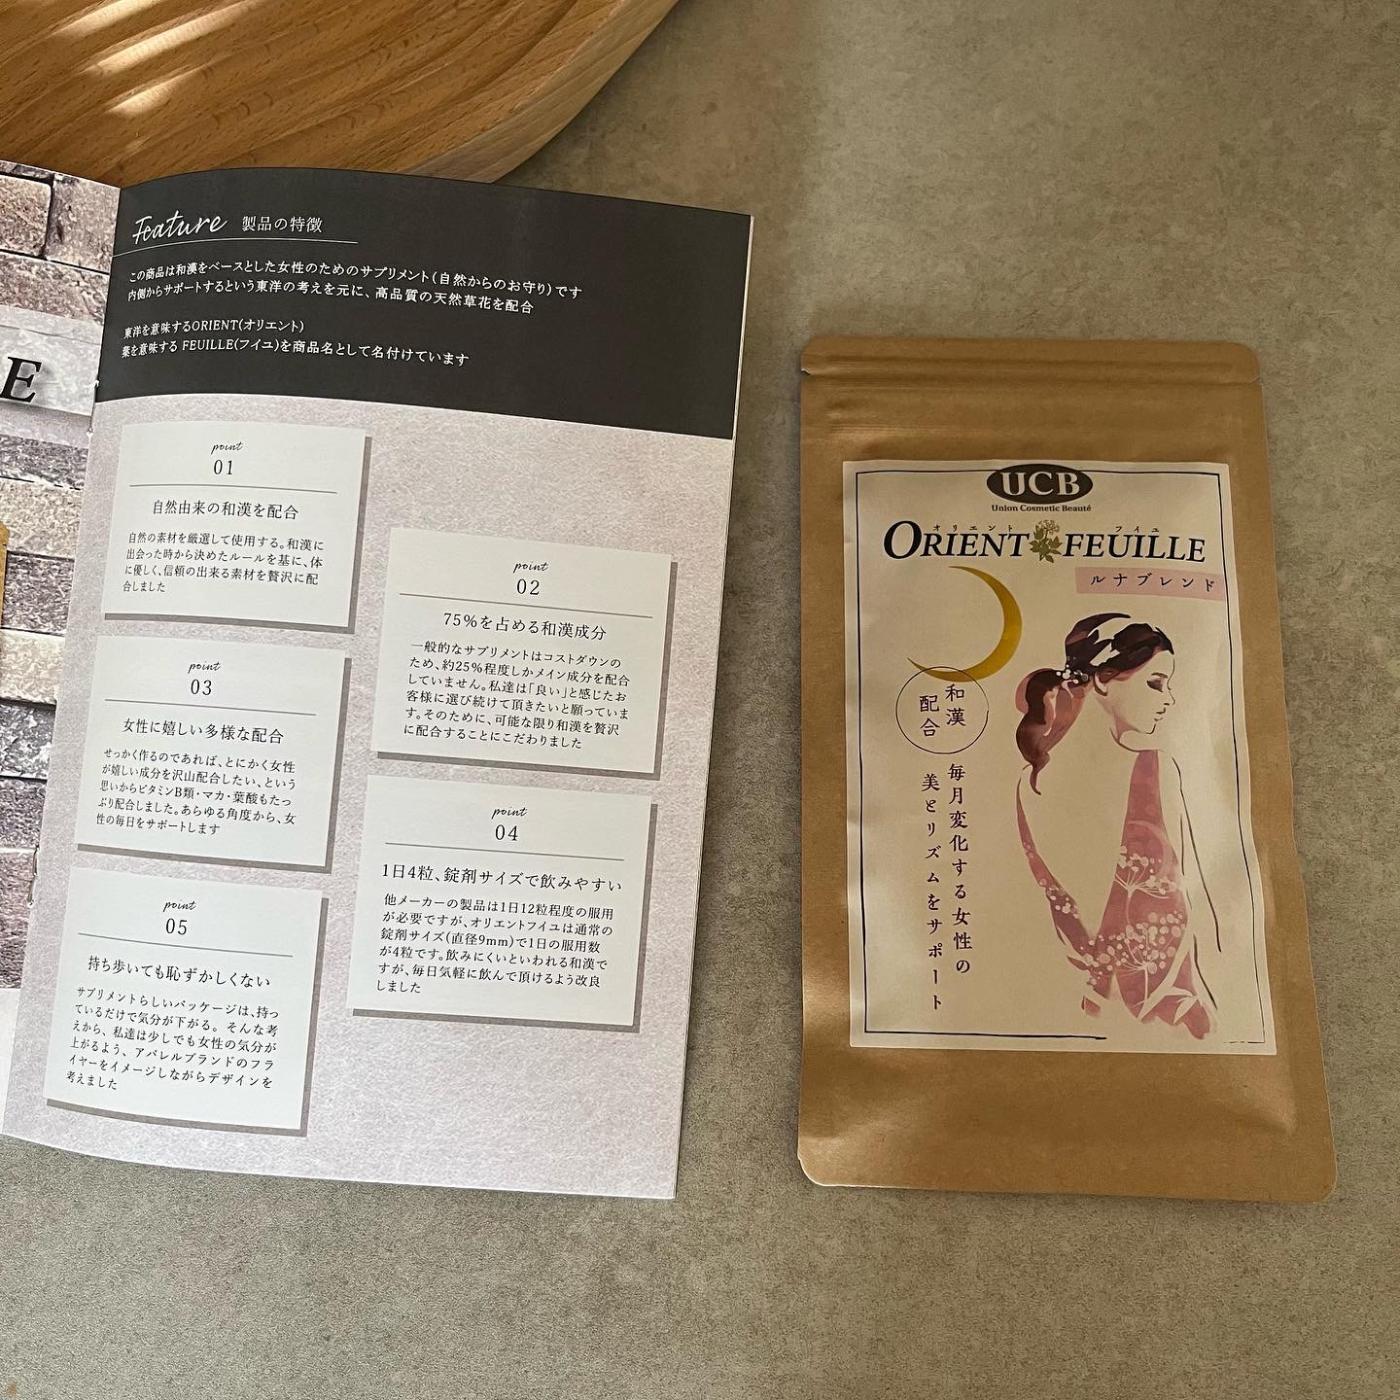 E
Feature 製品の特徴
この商品は和漢をベースとした女性のためのサプリメント(自然からのお守り)です
内側からサポートするという東洋の考えを元に、高品質の天然草花を配合
東洋を意味するORIENT(オリエント)
葉を意味する FEUILLE(フイユ)を商品名として名付けています
point
01
自然由来の和漢を配合
自然の素材を厳選して使用する。和漢に
出会った時から決めたルールを基に、体
に優しく、信頼の出来る素材を贅沢に配
合しました
point
02
75%を占める和漢成分
一般的なサプリメントはコストダウンの
ため、約25%程度しかメイン成分を配合
していません。私達は「良い」と感じたお
客様に選び続けて頂きたいと願っていま
す。そのために、可能な限り和漢を贅沢
に配合することにこだわりました
point
03
女性に嬉しい多様な配合
せっかく作るのであれば、とにかく女性
が嬉しい成分を沢山配合したい、という
思いからビタミンB類・マカ・葉酸もたっ
ぷり配合しました。あらゆる角度から、女
性の毎日をサポートします
point
04
1日4粒、錠剤サイズで飲みやすい
他メーカーの製品は1日12粒程度の服用
が必要ですが、オリエントフイユは通常の
錠剤サイズ(直径9mm)で1日の服用数
が4粒です。飲みにくいといわれる和漢で
すが、毎日気軽に飲んで頂けるよう改良
しました
point
05
持ち歩いても恥ずかしくない
サプリメントらしいパッケージは、持っ
ているだけで気分が下がる。そんな考
えから、私達は少しでも女性の気分が
上がるよう、アパレルブランドのフラ
イヤーをイメージしながらデザインを
考えました
UCB
Union Cosmetic Beauté
オリエント フイユ
ORIENT FEUILLE
ルナブレンド
和漢
配合
毎月変化する女性の
美とリズムをサポート